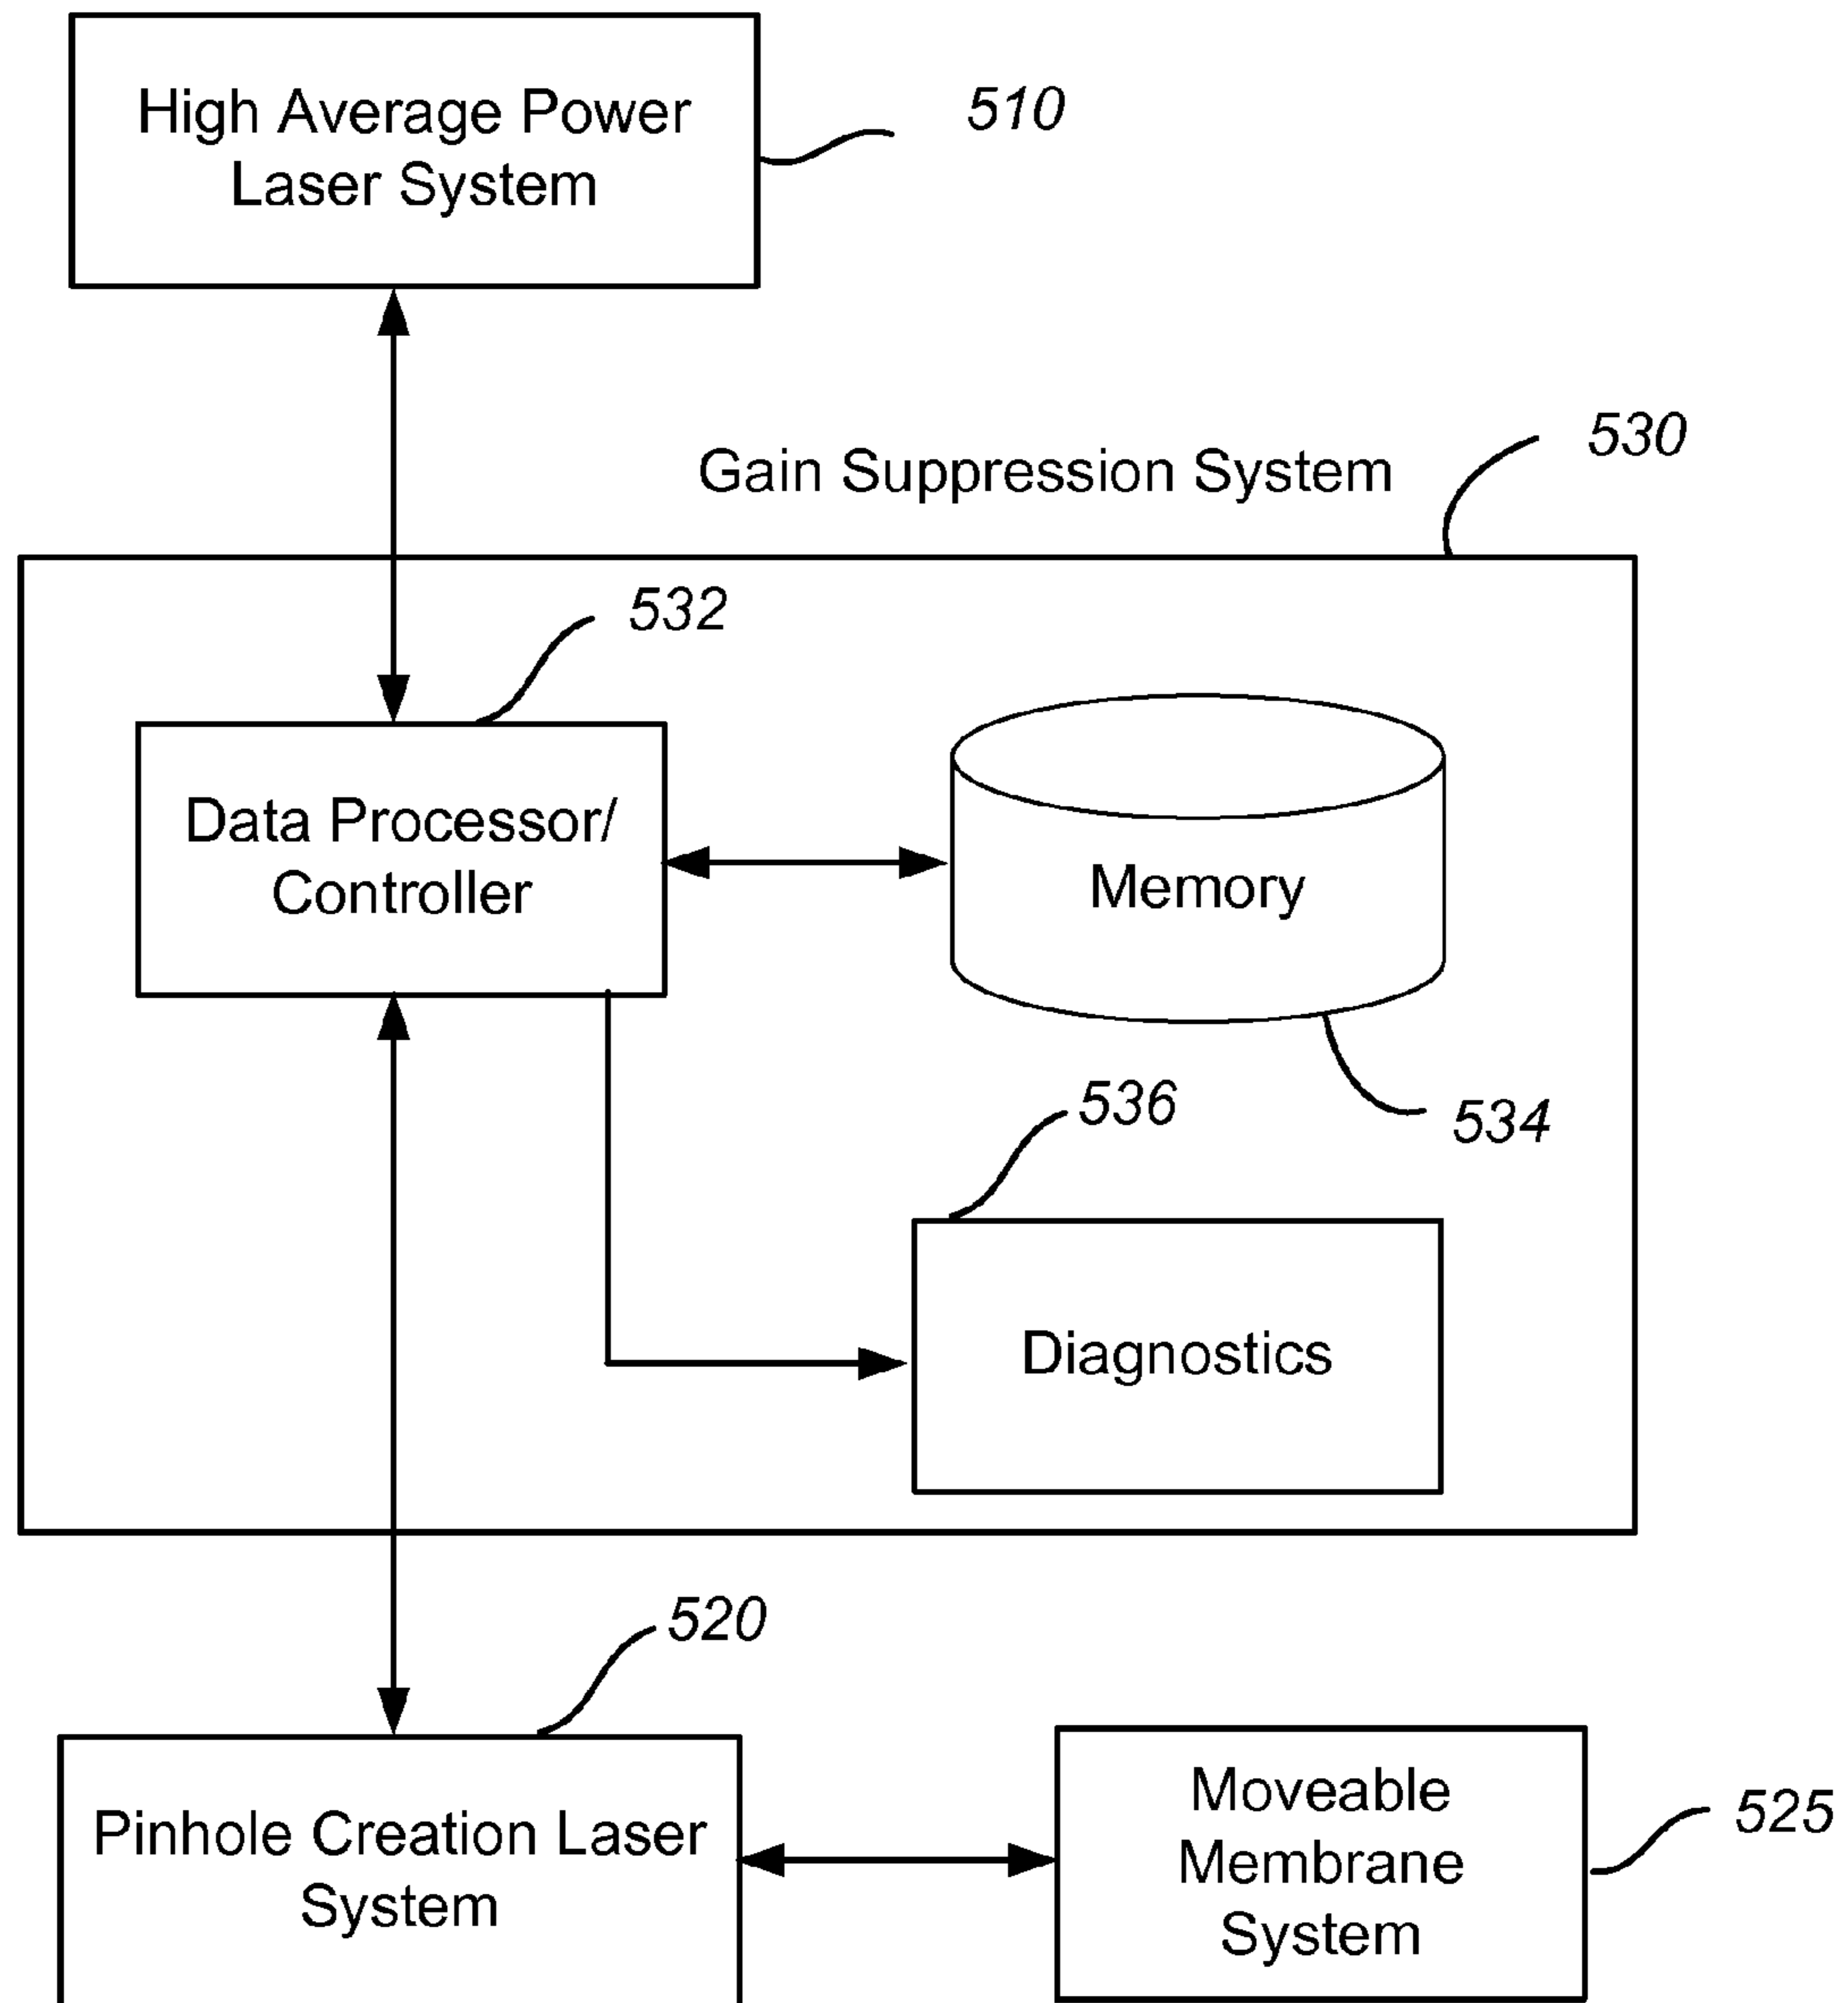 High Average Power
Laser System
510
530
Gain Suppression System
532
Data Processor/
Controller
Memory
534
536
Diagnostics
520
Pinhole Creation Laser
System
Moveable
Membrane
System
525